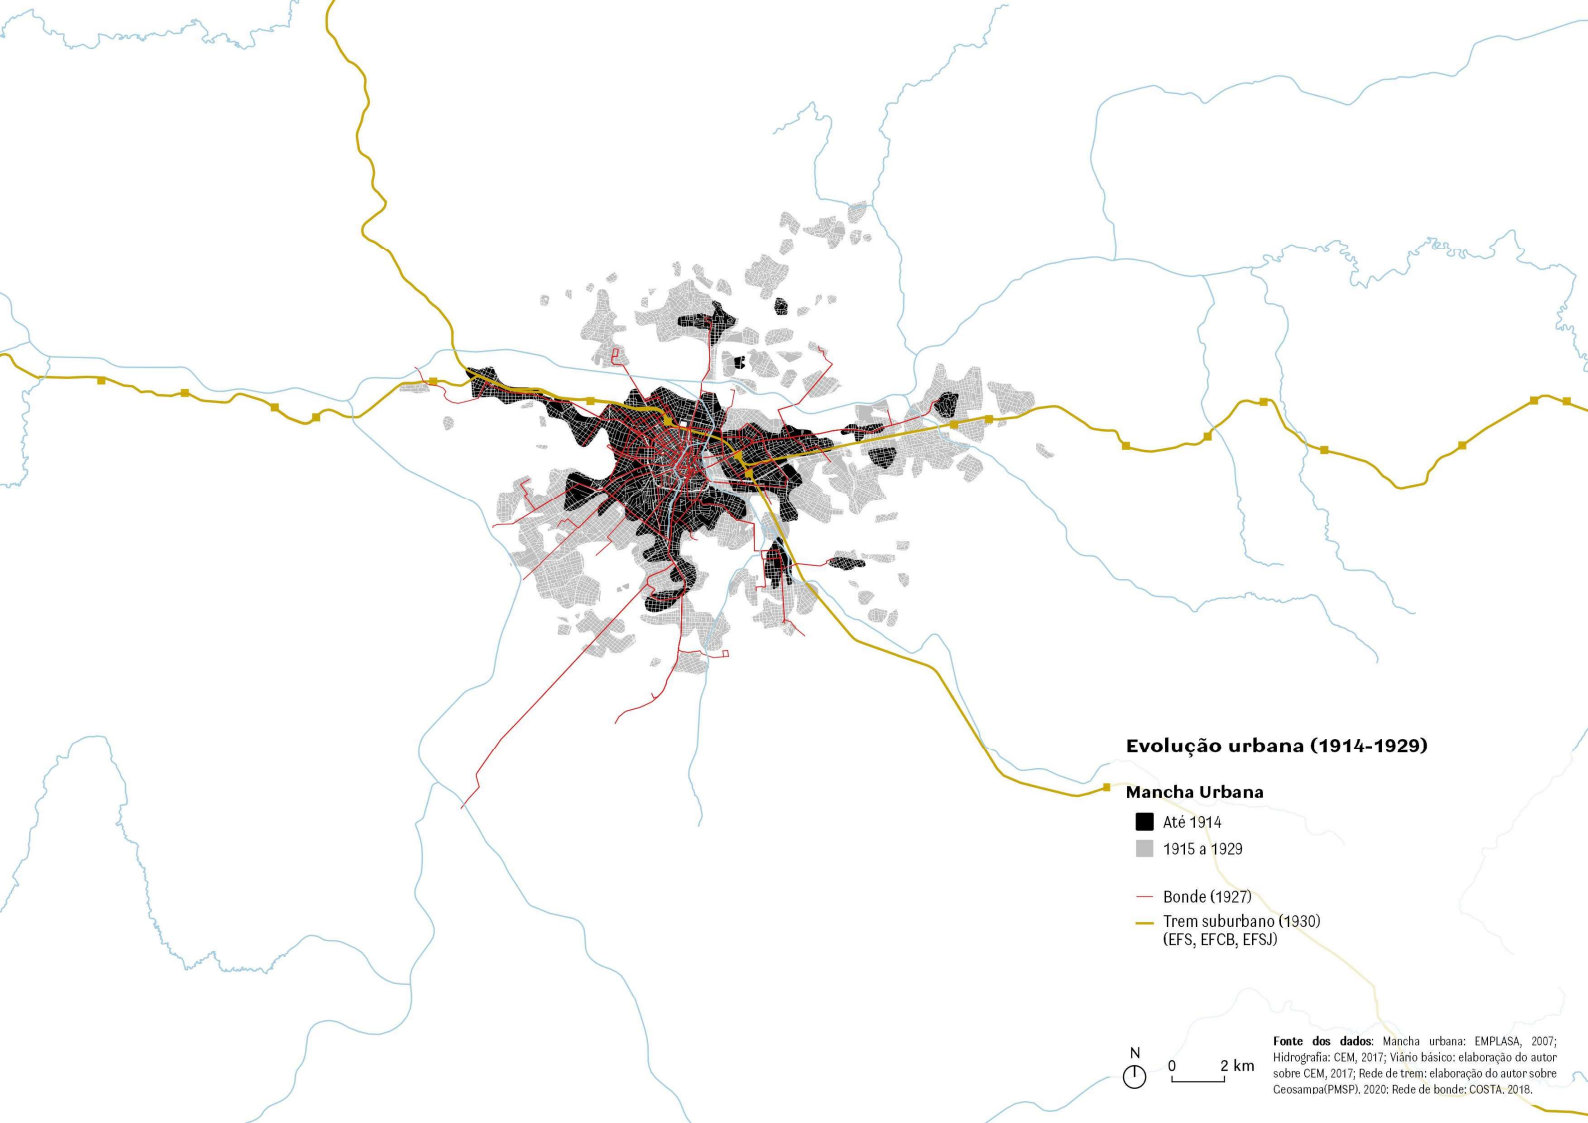 Evolução urbana (1914-1929)
Mancha Urbana
Até 1914
1915 a 1929
Bonde (1927)
Trem suburbano (1930)
(EFS, EFCB, EFSJ)
N
0 2 km
Fonte dos dados: Mancha urbana: EMPLASA, 2007;
Hidrografia: CEM, 2017; Viário básico: elaboração do autor
sobre CEM, 2017; Rede de trem: elaboração do autor sobre
Geosampa(PMSP), 2020; Rede de bonde: COSTA, 2018.